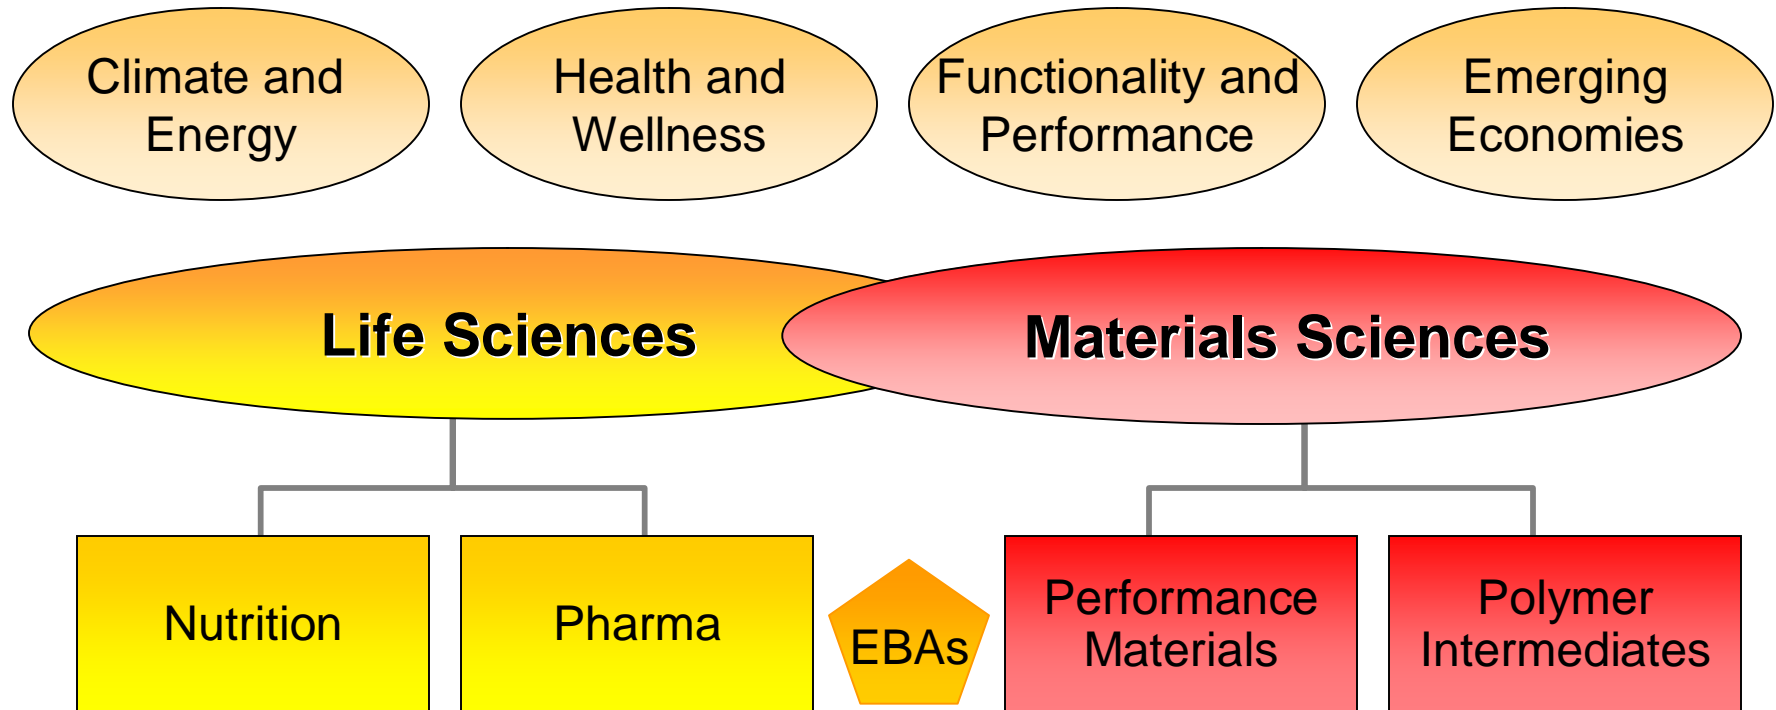 Climate and
Energy
Health and
Wellness
Functionality and
Performance
Emerging
Economies
Life Sciences
Materials Sciences
Nutrition
Pharma
EBAs
Performance
Materials
Polymer
Intermediates